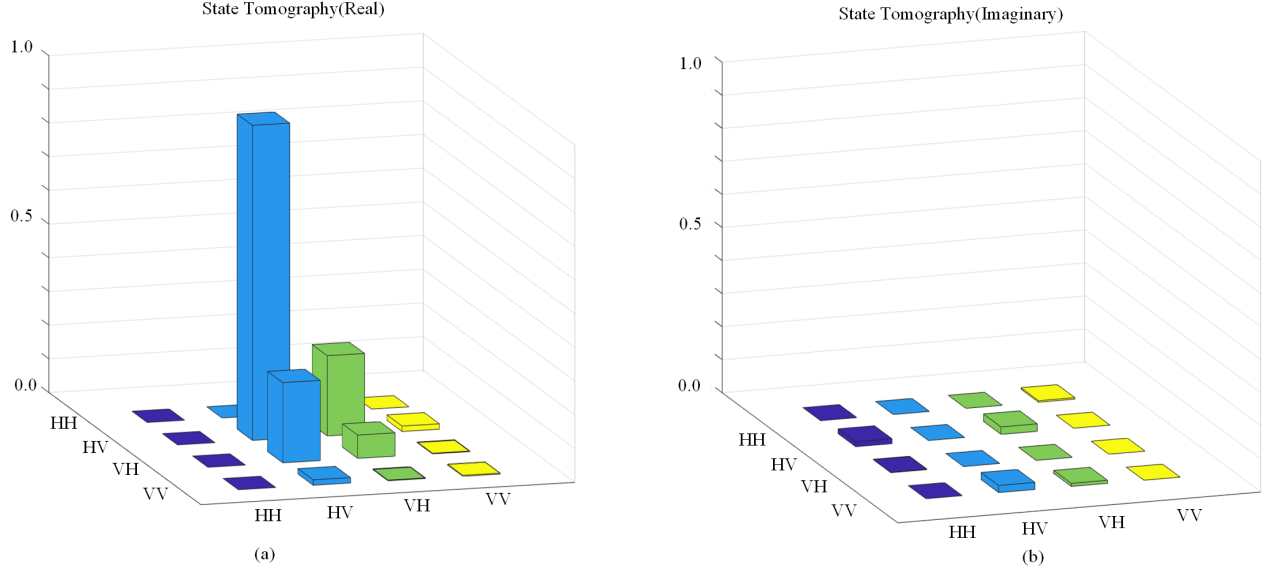 State Tomography(Real)
1.0
0.5
0.0
HH
HV
VH
VV
HH
HV
VH
VV
(a)
State Tomography(Imaginary)
1.0
0.5
0.0
HH
HV
VH
VV
HH
HV
VH
VV
(b)